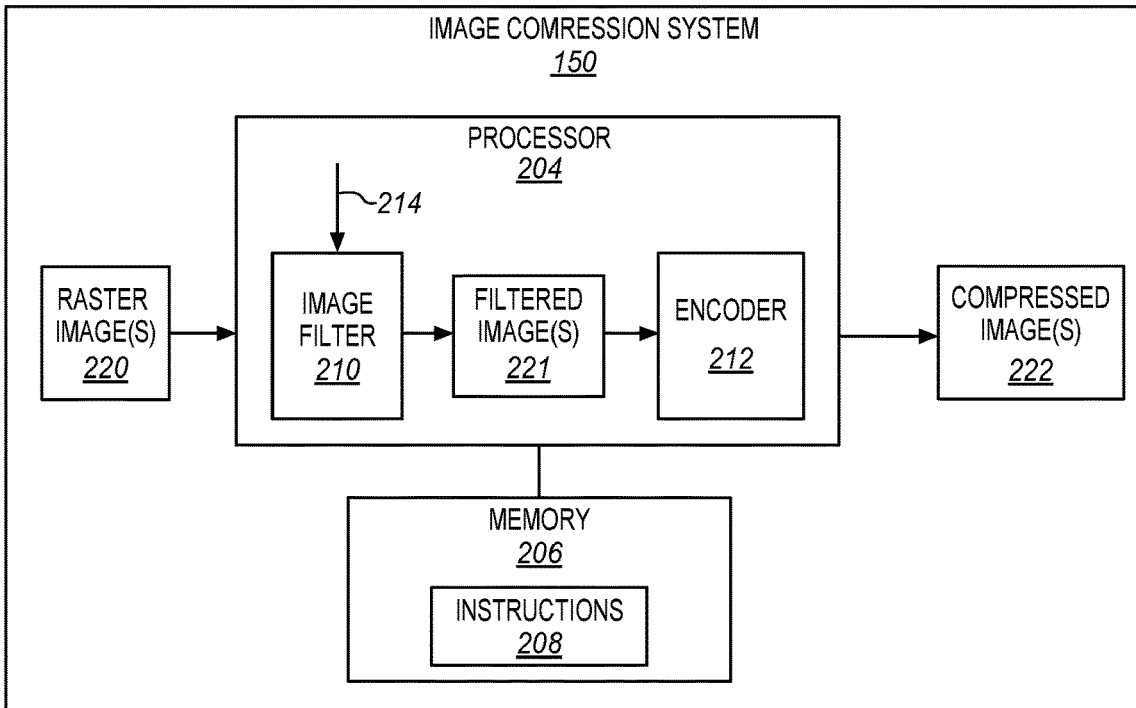 IMAGE COMRESSION SYSTEM
150
PROCESSOR
204
214
RASTER
IMAGE(S)
220
IMAGE
FILTER
210
FILTERED
IMAGE(S)
221
ENCODER
212
COMPRESSED
IMAGE(S)
222
MEMORY
206
INSTRUCTIONS
208